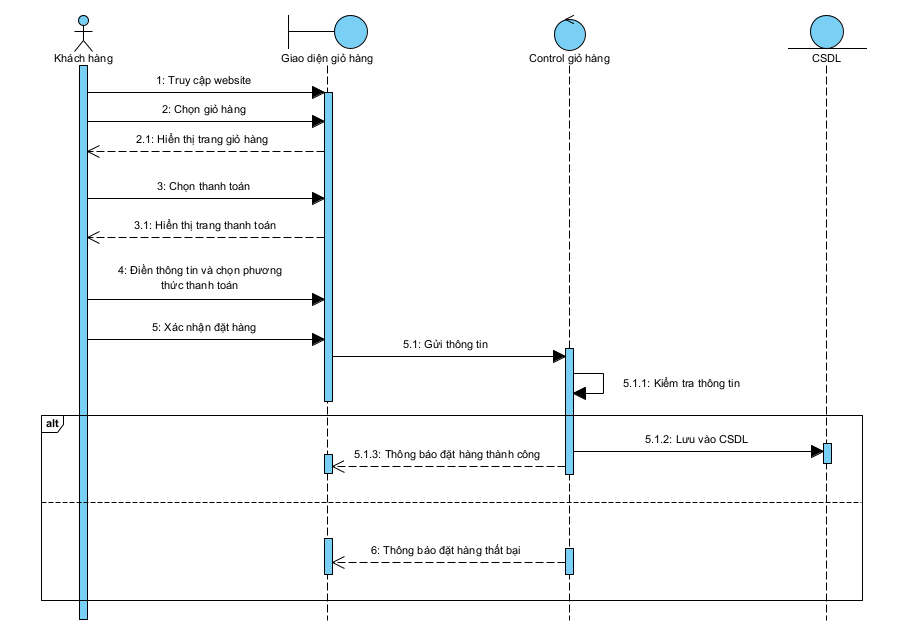 Khách hàng
Giao diện giỏ hàng
Control giỏ hàng
CSDL
1: Truy cập website
2: Chọn giỏ hàng
2.1: Hiển thị trang giỏ hàng
3: Chọn thanh toán
3.1: Hiển thị trang thanh toán
4: Điền thông tin và chọn phương
thức thanh toán
5: Xác nhận đặt hàng
5.1: Gửi thông tin
5.1.1: Kiểm tra thông tin
alt
5.1.2: Lưu vào CSDL
5.1.3: Thông báo đặt hàng thành công
6: Thông báo đặt hàng thất bại